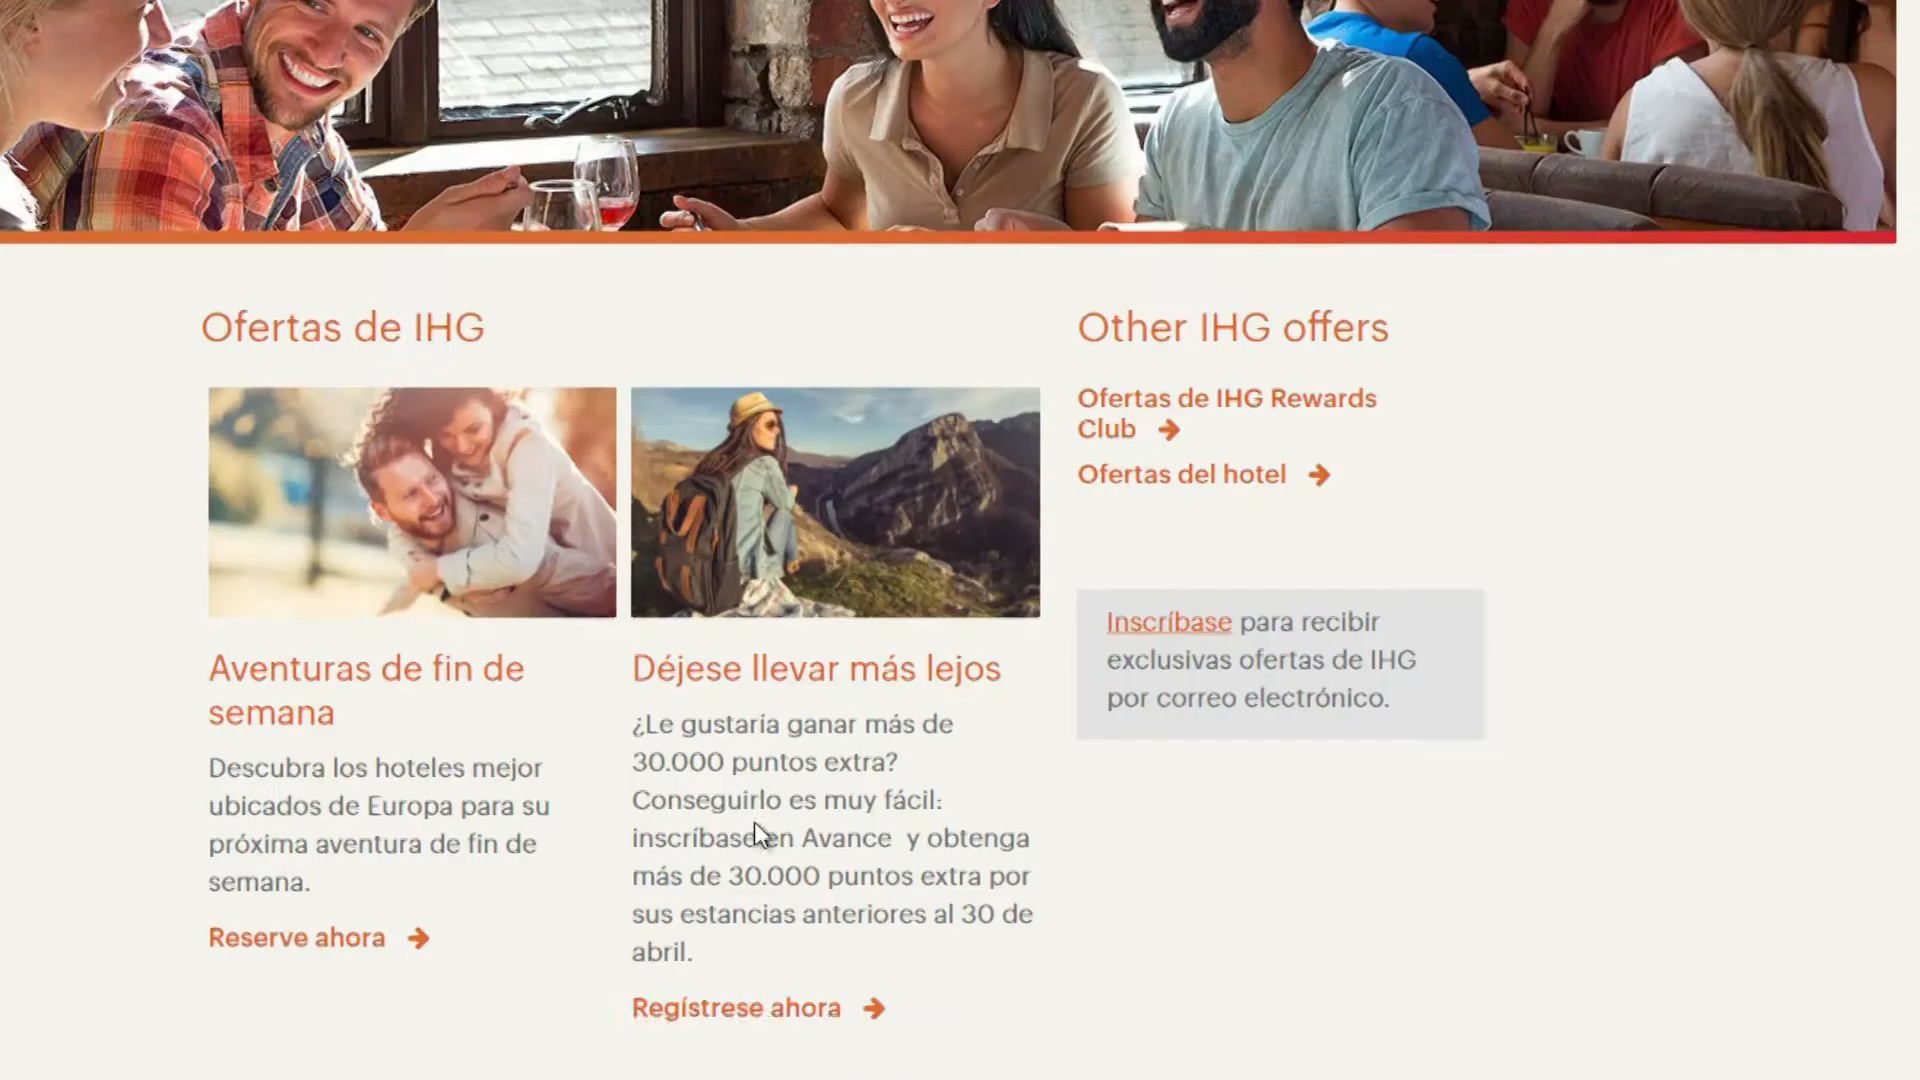 Ofertas de IHG
Aventuras de fin de
semana
Descubra los hoteles mejor
ubicados de Europa para su
próxima aventura de fin de
semana.
Reserve ahora
Déjese llevar más lejos
¿Le gustaría ganar más de
30.000 puntos extra?
Conseguirlo es muy fácil:
inscríbase en Avance y obtenga
más de 30.000 puntos extra por
sus estancias anteriores al 30 de
abril.
Regístrese ahora
Other IHG offers
Ofertas de IHG Rewards
Club
Ofertas del hotel
Inscríbase para recibir
exclusivas ofertas de IHG
por correo electrónico.